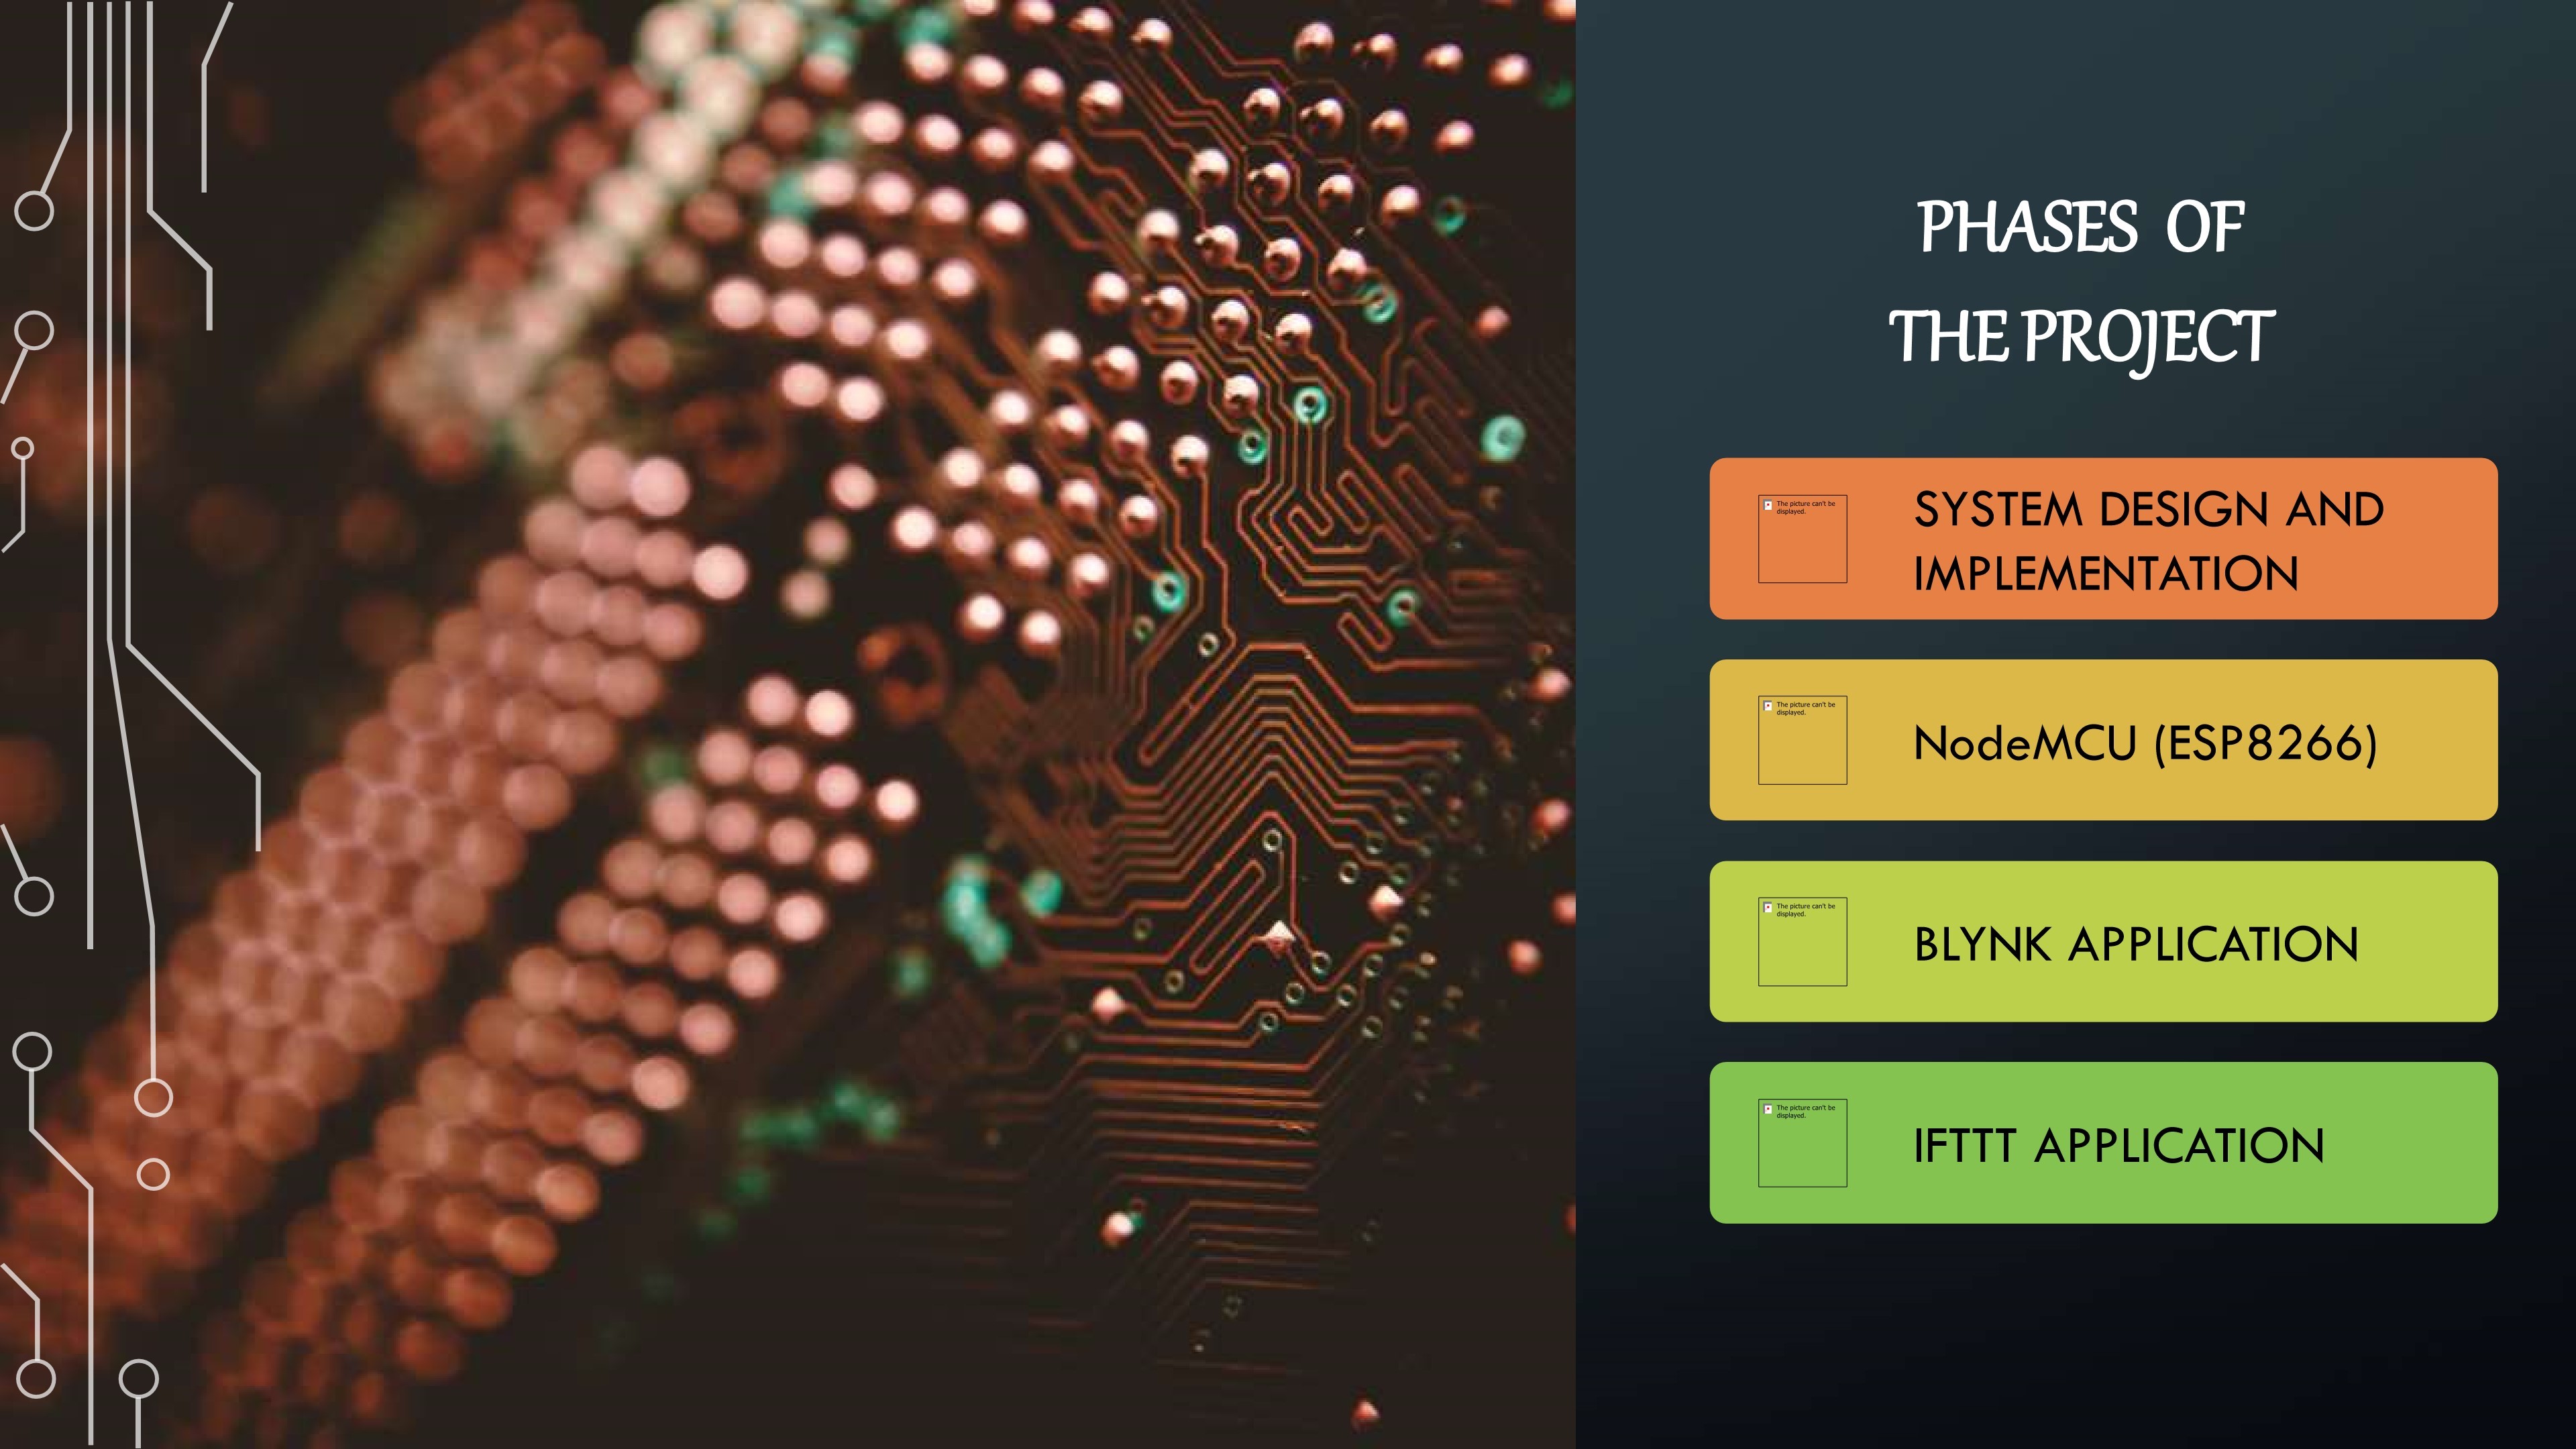 PHASES OF
THE PROJECT
The picture can't be
displayed.
SYSTEM DESIGN AND
IMPLEMENTATION
The picture can't be
displayed.
NodeMCU (ESP8266)
The picture can't be
displayed.
BLYNK APPLICATION
The picture can't be
displayed.
IFTTT APPLICATION